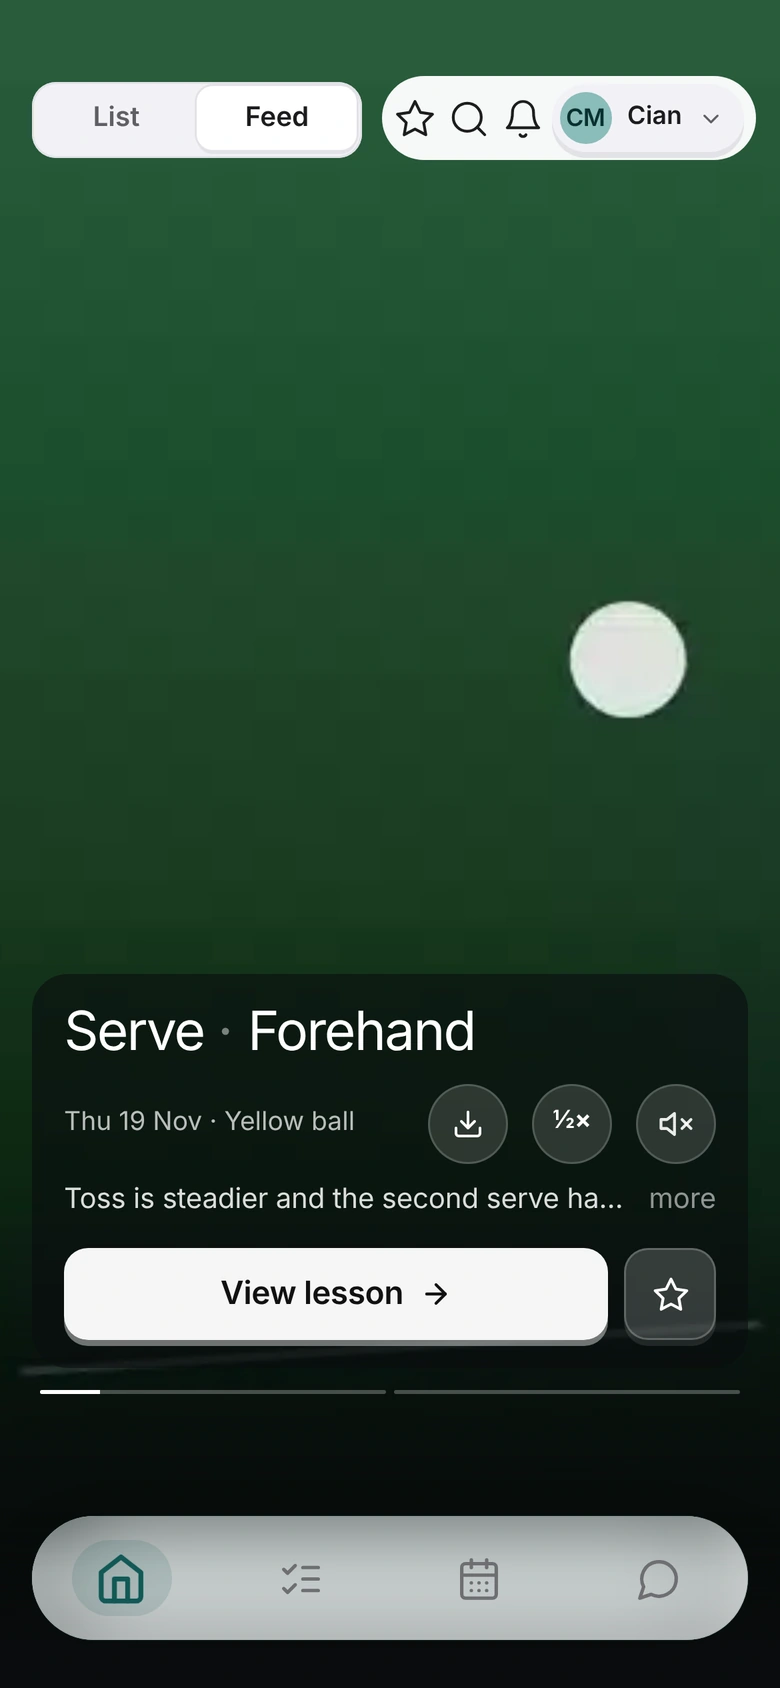 List
Feed
CM
Cian
Serve · Forehand
Thu 19 Nov · Yellow ball
½×
Toss is steadier and the second serve ha... more
View lesson →